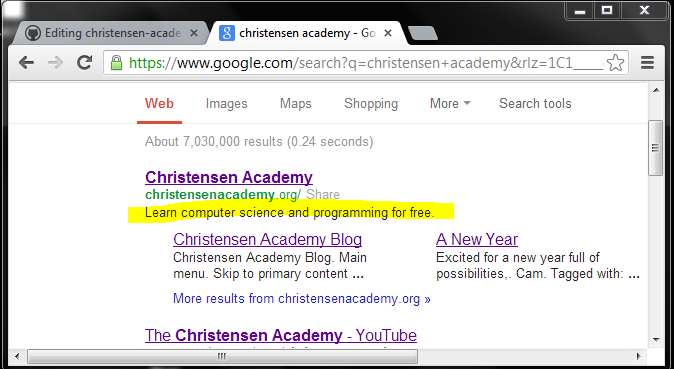 Editing christensen-acade
christensen academy - Go
https://www.google.com/search?q=christensen+academy&rlz=1C1____
Web Images Maps Shopping More Search tools
About 7,030,000 results (0.24 seconds)
Christensen Academy
christensenacademy.org/ Share
Learn computer science and programming for free.
Christensen Academy Blog
Christensen Academy Blog. Main
menu. Skip to primary content ...
A New Year
Excited for a new year full of
possibilities,. Cam. Tagged with: ...
More results from christensenacademy.org »
The Christensen Academy - YouTube